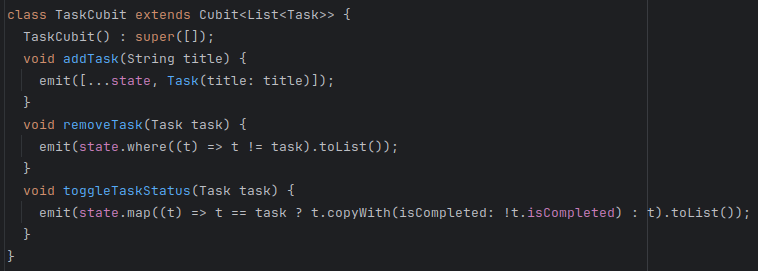 class TaskCubit extends Cubit<List<Task>> {
  TaskCubit() : super([]);
  void addTask(String title) {
    emit([...state, Task(title: title)]);
  }
  void removeTask(Task task) {
    emit(state.where((t) => t != task).toList());
  }
  void toggleTaskStatus(Task task) {
    emit(state.map((t) => t == task ? t.copyWith(isCompleted: !t.isCompleted) : t).toList());
  }
}